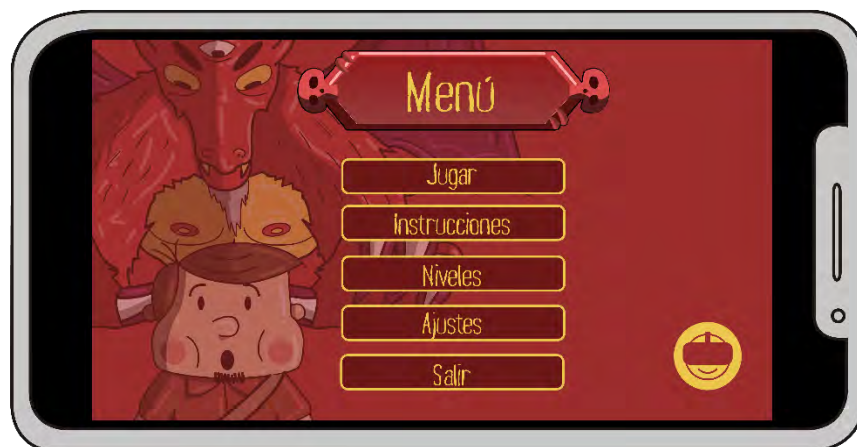 Menú
Jugar
Instrucciones
Niveles
Ajustes
Salir